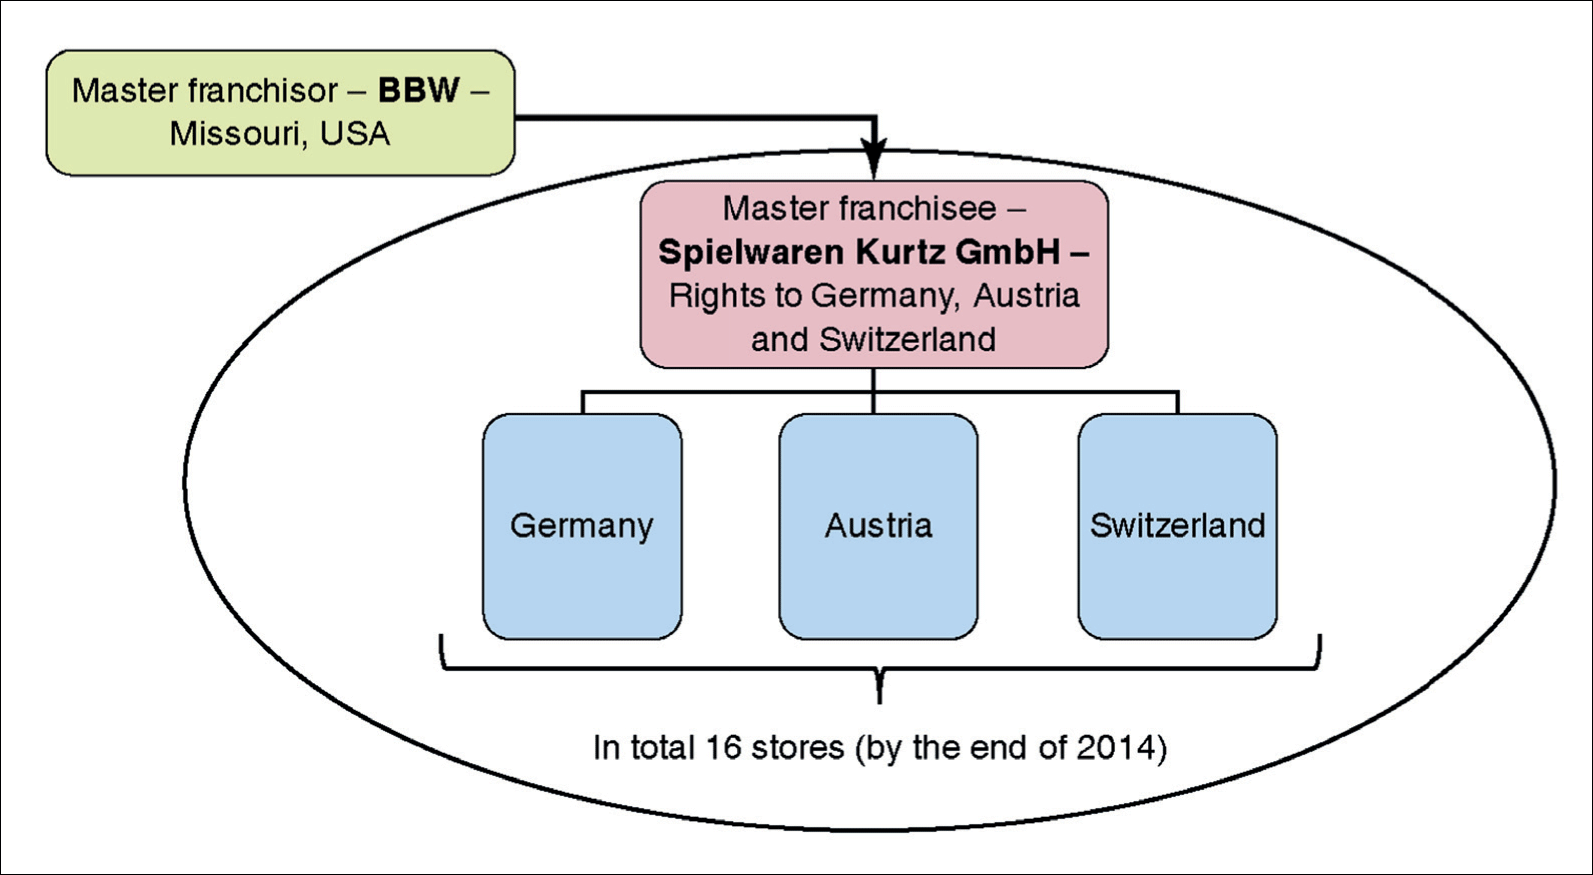 Master franchisor – BBW –
Missouri, USA
Master franchisee –
Spielwaren Kurtz GmbH –
Rights to Germany, Austria
and Switzerland
Germany
Austria
Switzerland
In total 16 stores (by the end of 2014)